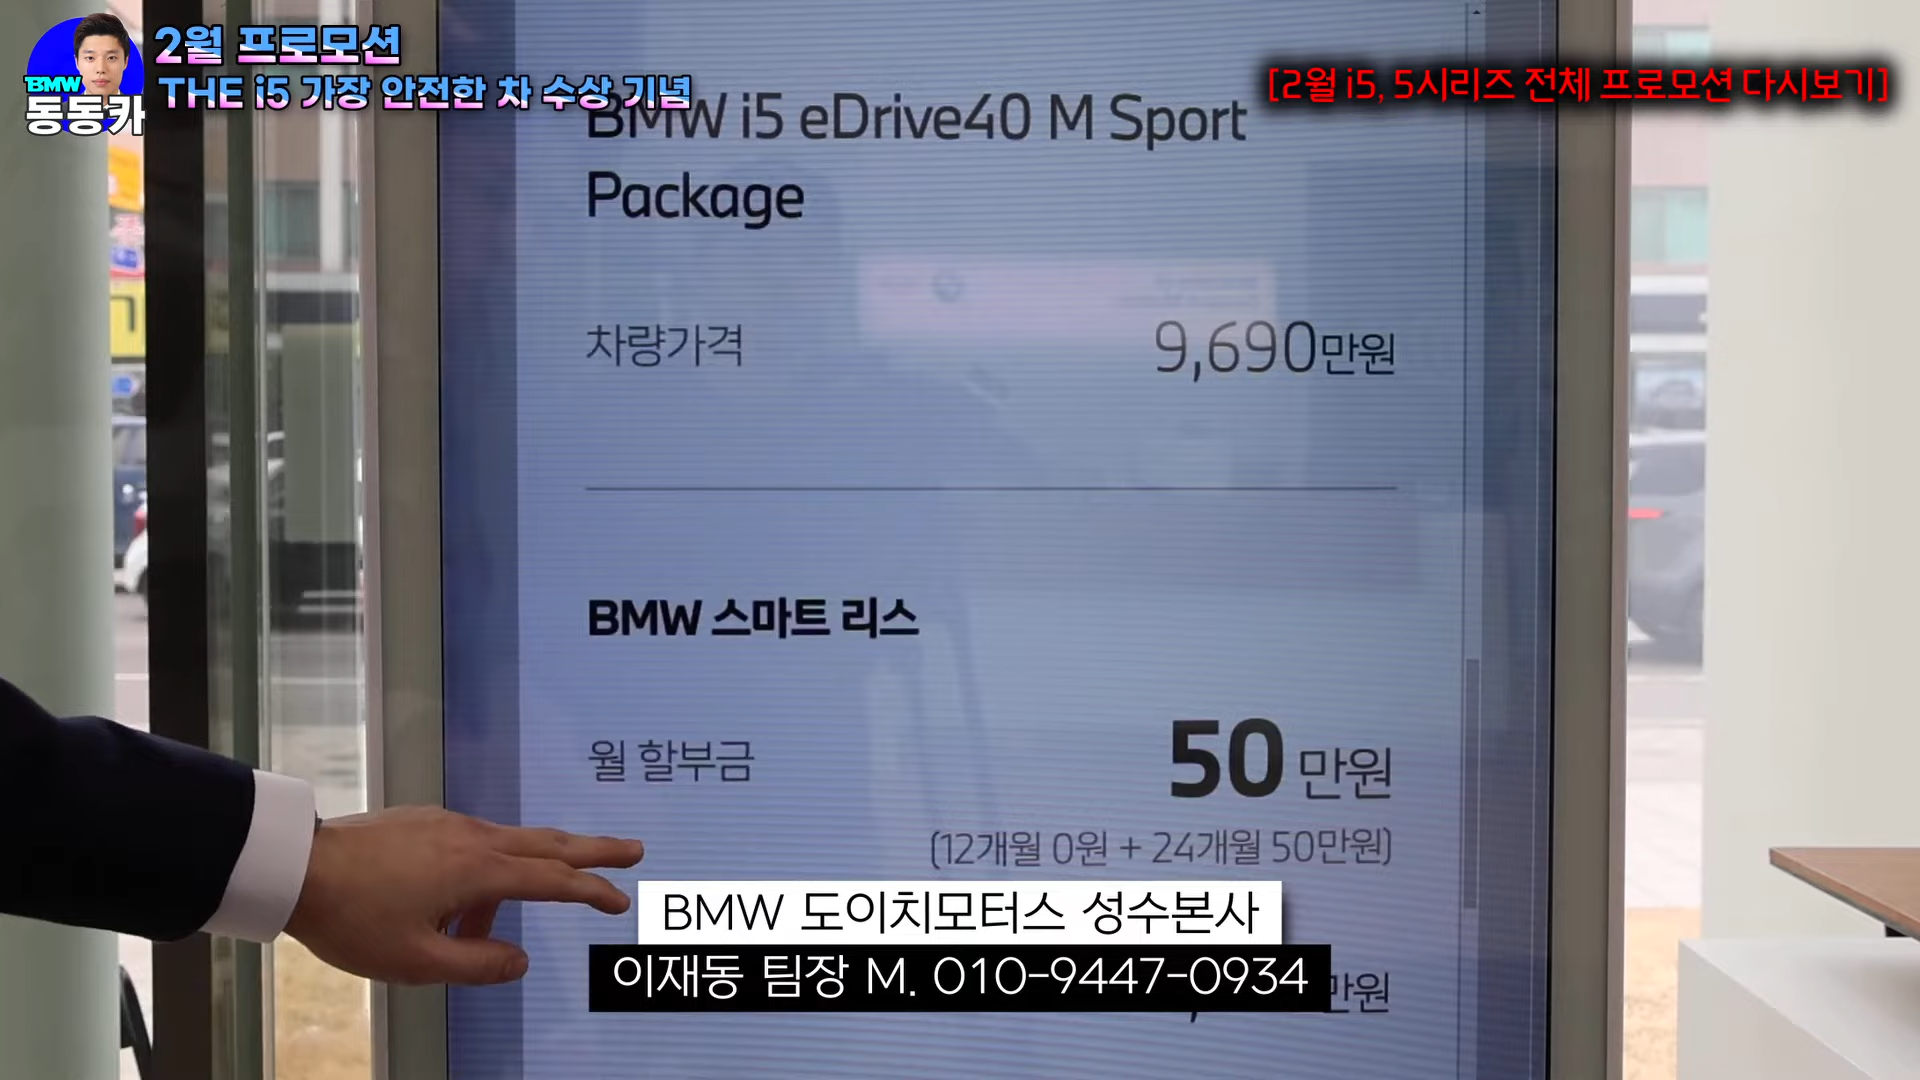 2월 프로모션
THE i5 가장 안전한 차 수상 기념
BMW
동동카
[2월 i5, 5시리즈 전체 프로모션 다시보기]
BMW i5 eDrive40 M Sport
Package
차량가격 9,690만원
BMW 스마트 리스
월 할부금 50 만원
(12개월 0원 + 24개월 50만원)
BMW 도이치모터스 성수본사
이재동 팀장 M. 010-9447-0934
만원